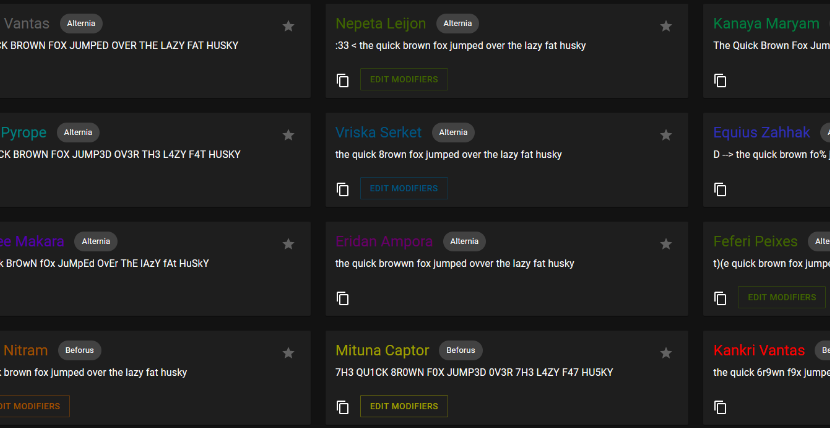 Vantas Alternia
CK BROWN FOX JUMPED OVER THE LAZY FAT HUSKY
Nepeta Leijon Alternia
:33 < the quick brown fox jumped over the lazy fat husky
EDIT MODIFIERS
Kanaya Maryam
The Quick Brown Fox Jum
Pyrope Alternia
CK BROWN FOX JUMP3D OV3R TH3 L4ZY F4T HUSKY
Vriska Serket Alternia
the quick 8rown fox jumped over the lazy fat husky
EDIT MODIFIERS
Equius Zahhak A
D --> the quick brown fo% j
ee Makara Alternia
k BrOwN fOx JuMpEd OvEr ThE lAzY fAt HuSkY
Eridan Ampora Alternia
the quick browwn fox jumped ovver the lazy fat husky
Feferi Peixes Alte
t)(e quick brown fox jumpe
EDIT MODIFIERS
Nitram Beforus
k brown fox jumped over the lazy fat husky
DIT MODIFIERS
Mituna Captor Beforus
7H3 QU1CK 8R0WN F0X JUMP3D 0V3R 7H3 L4ZY F47 HU5KY
EDIT MODIFIERS
Kankri Vantas Be
the quick 6r9wn f9x jumpe